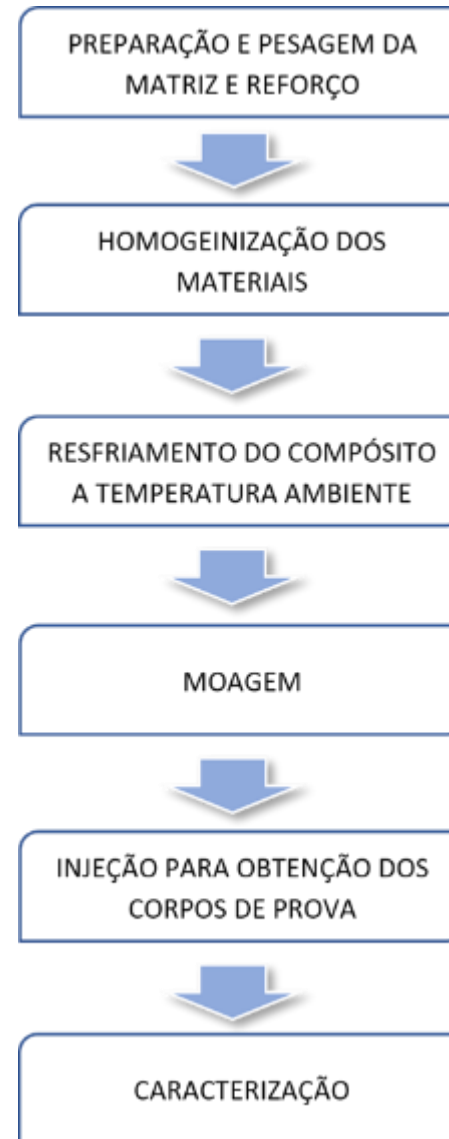 PREPARAÇÃO E PESAGEM DA
MATRIZ E REFORÇO
HOMOGEINIZAÇÃO DOS
MATERIAIS
RESFRIAMENTO DO COMPÓSITO
A TEMPERATURA AMBIENTE
MOAGEM
INJEÇÃO PARA OBTENÇÃO DOS
CORPOS DE PROVA
CARACTERIZAÇÃO